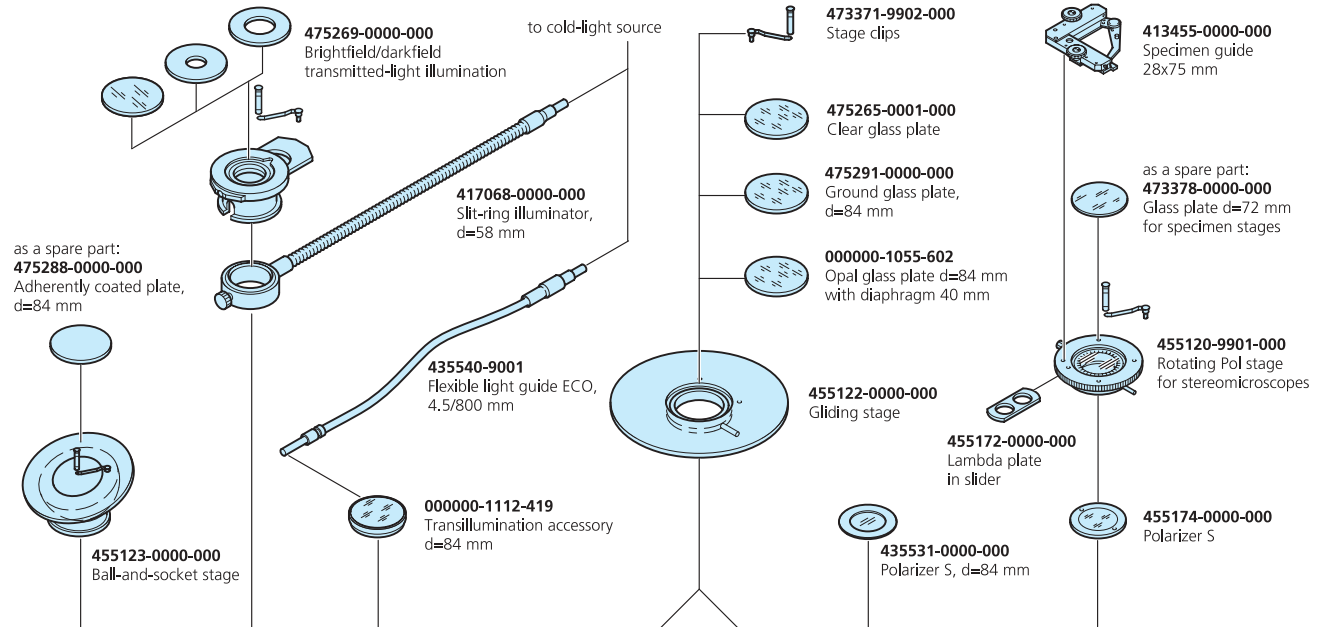 475269-0000-000
Brightfield/darkfield
transmitted-light illumination
to cold-light source
473371-9902-000
Stage clips
413455-0000-000
Specimen guide
28x75 mm
475265-0001-000
Clear glass plate
475291-0000-000
Ground glass plate,
d=84 mm
as a spare part:
473378-0000-000
Glass plate d=72 mm
for specimen stages
417068-0000-000
Slit-ring illuminator,
d=58 mm
as a spare part:
475288-0000-000
Adherently coated plate,
d=84 mm
000000-1055-602
Opal glass plate d=84 mm
with diaphragm 40 mm
435540-9001
Flexible light guide ECO,
4.5/800 mm
455122-0000-000
Gliding stage
455120-9901-000
Rotating Pol stage
for stereomicroscopes
455172-0000-000
Lambda plate
in slider
455123-0000-000
Ball-and-socket stage
000000-1112-419
Transillumination accessory
d=84 mm
435531-0000-000
Polarizer S, d=84 mm
455174-0000-000
Polarizer S